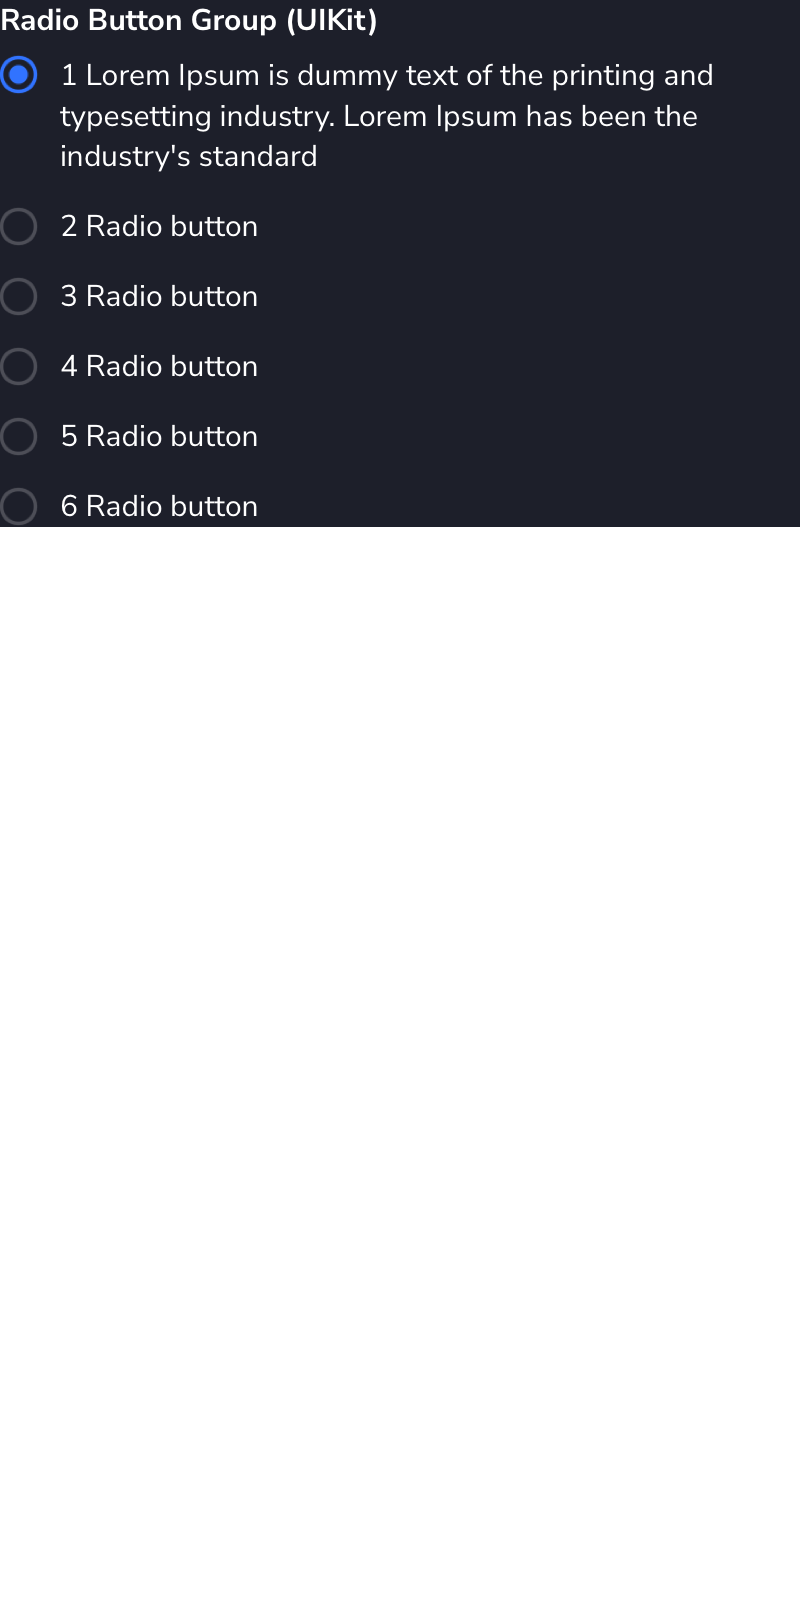 Radio Button Group (UIKit)
1 Lorem Ipsum is dummy text of the printing and
typesetting industry. Lorem Ipsum has been the
industry's standard
2 Radio button
3 Radio button
4 Radio button
5 Radio button
6 Radio button